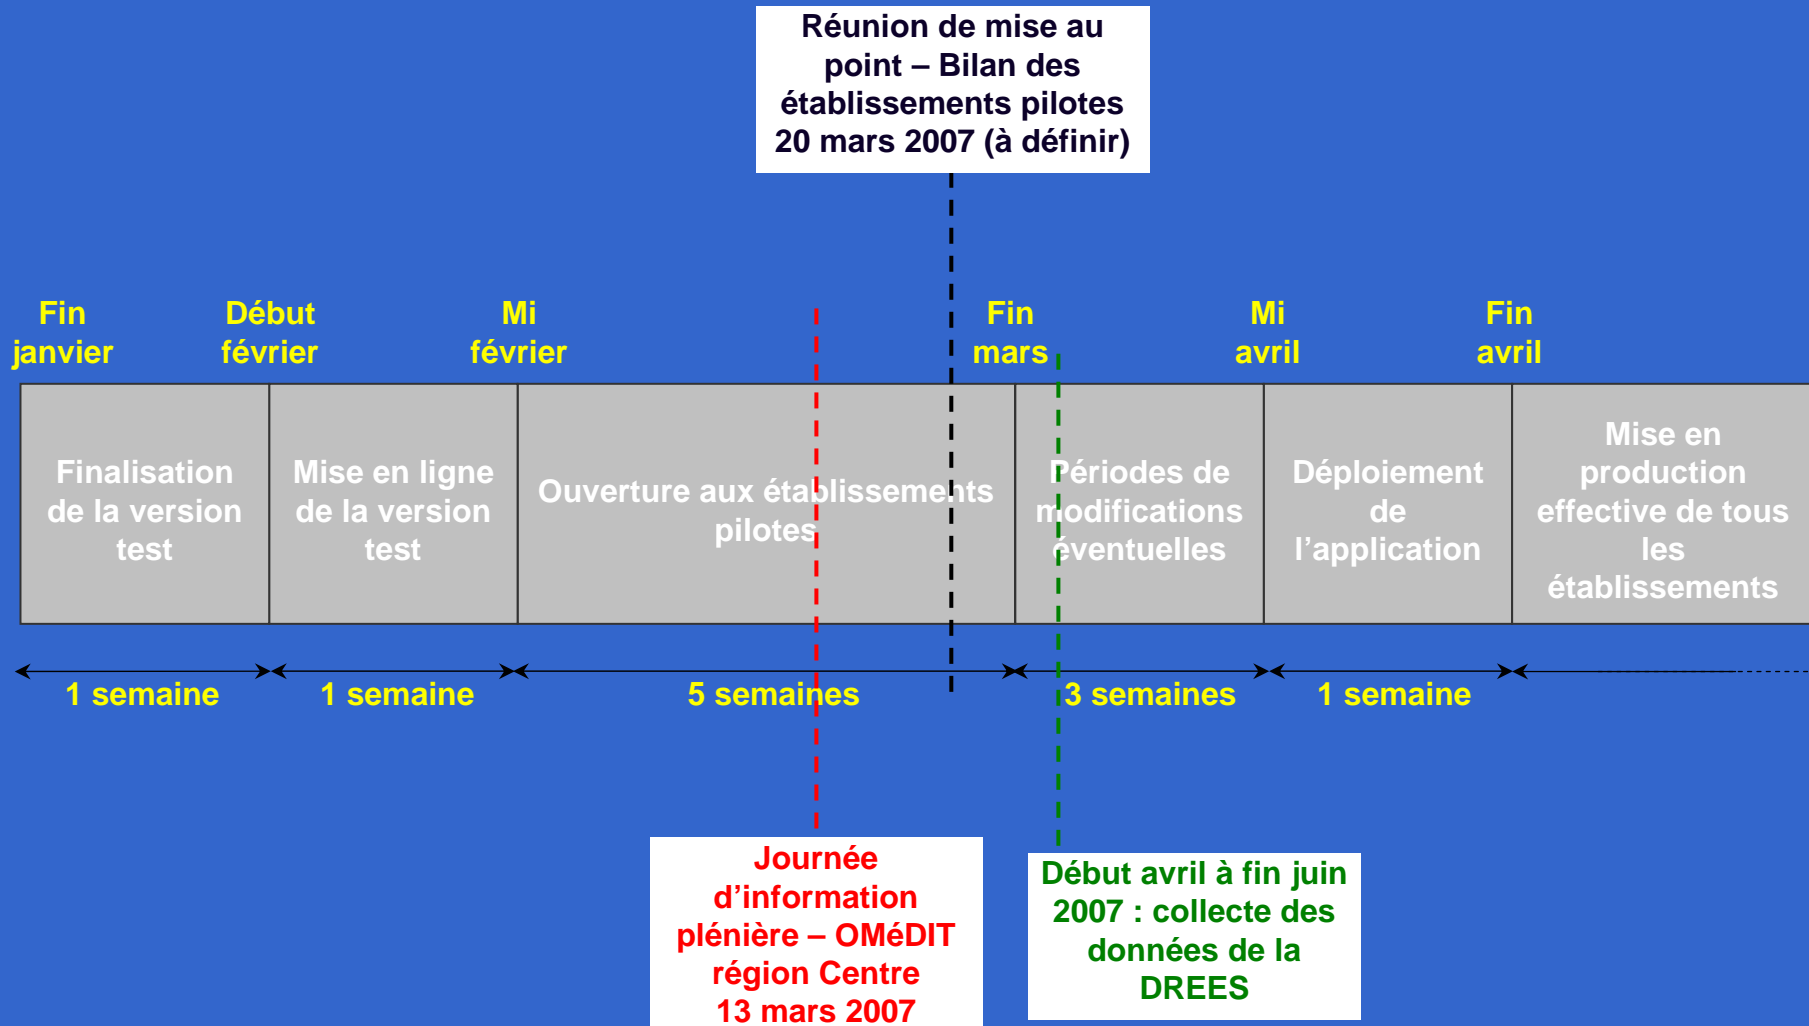 Réunion de mise au
point – Bilan des
établissements pilotes
20 mars 2007 (à définir)
Fin
janvier
Début
février
Mi
février
Fin
mars
Mi
avril
Fin
avril
Finalisation
de la version
test
Mise en ligne
de la version
test
Ouverture aux établissements
pilotes
Périodes de
modifications
éventuelles
Déploiement
de
l’application
Mise en
production
effective de tous
les
établissements
1 semaine
1 semaine
5 semaines
3 semaines
1 semaine
Journée
d’information
plénière – OMéDIT
région Centre
13 mars 2007
Début avril à fin juin
2007 : collecte des
données de la
DREES